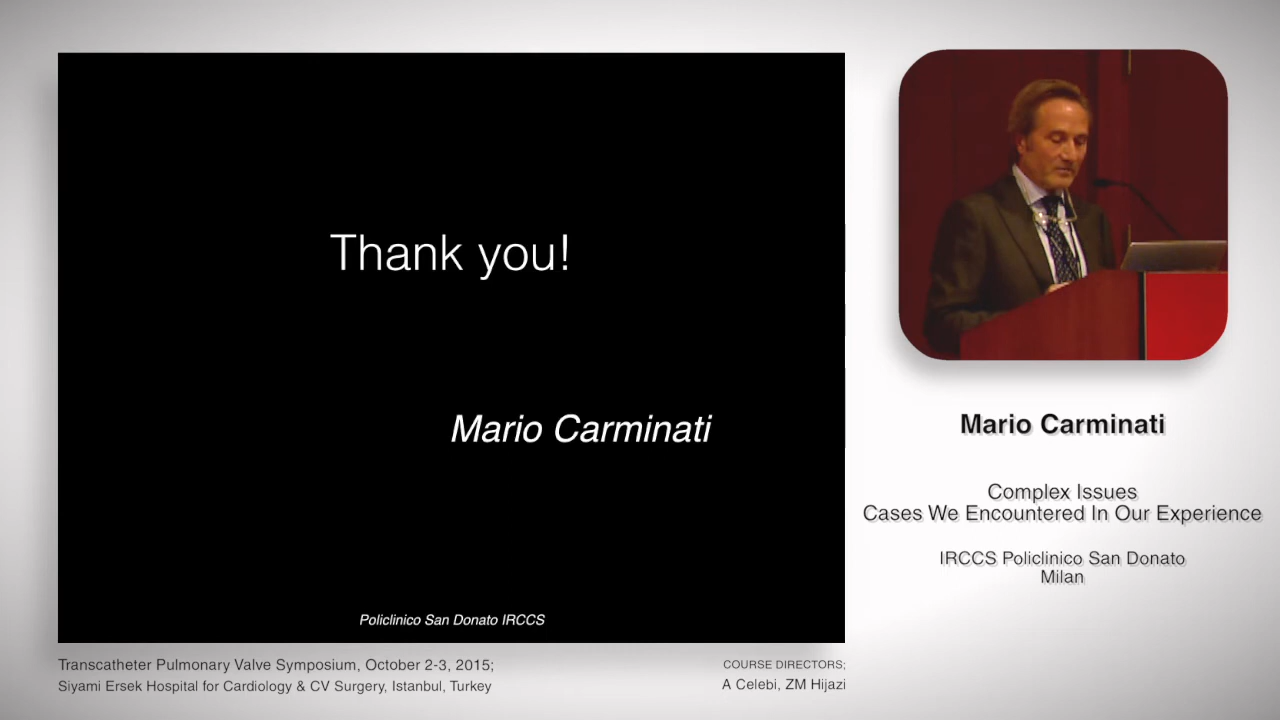 Thank you!
Mario Carminati
Policlinico San Donato IRCCS
Mario Carminati
Complex Issues
Cases We Encountered In Our Experience
IRCCS Policlinico San Donato
Milan
Transcatheter Pulmonary Valve Symposium, October 2-3, 2015;
Siyami Ersek Hospital for Cardiology & CV Surgery, Istanbul, Turkey
COURSE DIRECTORS;
A Celebi, ZM Hijazi